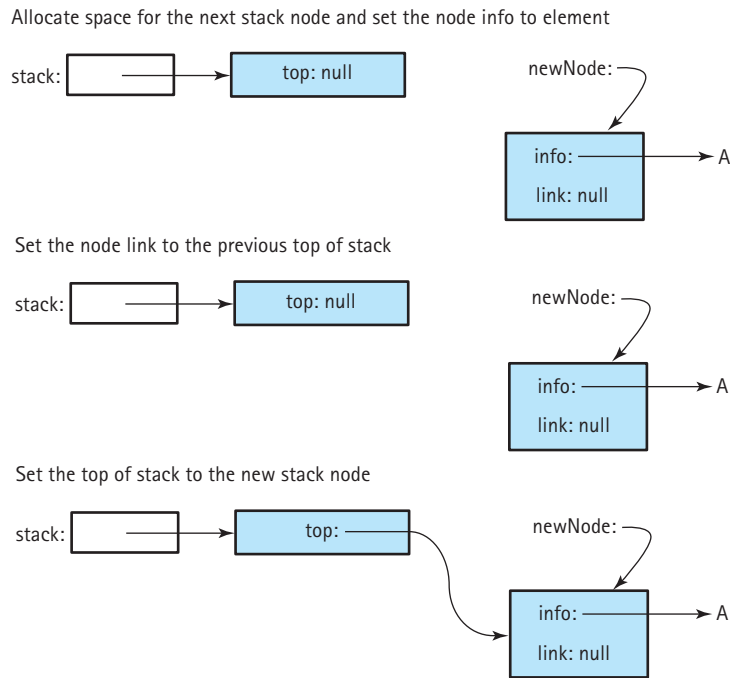 Allocate space for the next stack node and set the node info to element
stack:
top: null
newNode:
info:
A
link: null
Set the node link to the previous top of stack
stack:
top: null
newNode:
info:
A
link: null
Set the top of stack to the new stack node
stack:
top:
newNode:
info:
A
link: null